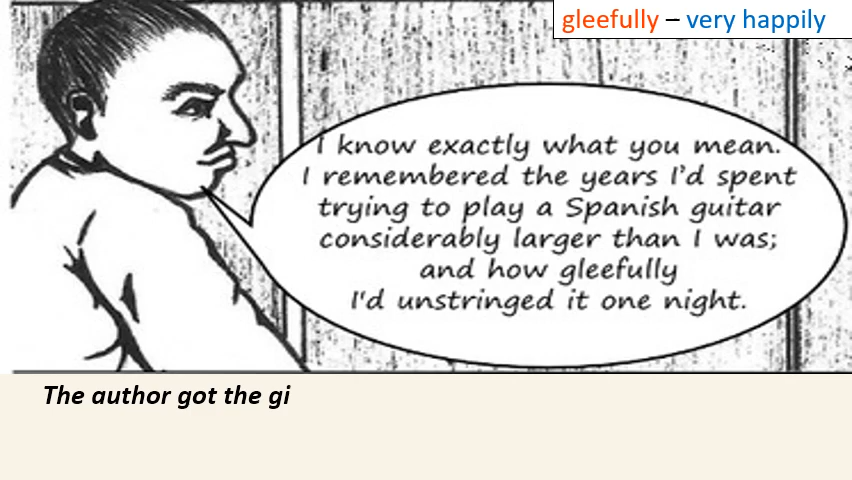 gleefully – very happily
I know exactly what you mean.
I remembered the years I'd spent
trying to play a Spanish guitar
considerably larger than I was;
and how gleefully
I'd unstringed it one night.
The author got the gi